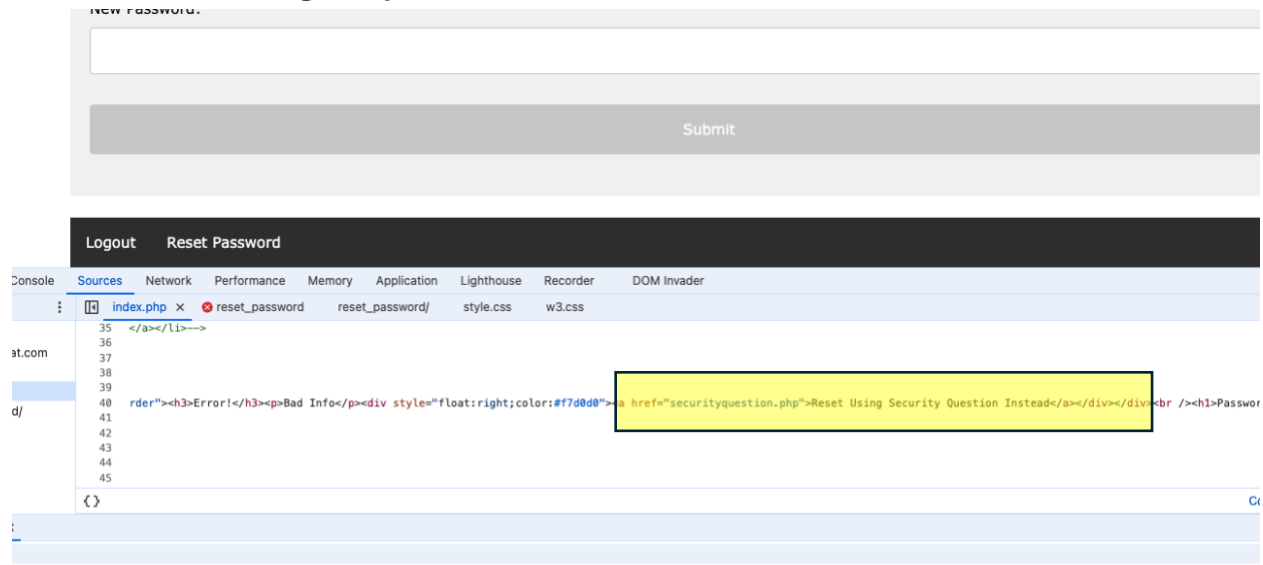 New Password:
Submit
Logout Reset Password
Console Sources Network Performance Memory Application Lighthouse Recorder DOM Invader
index.php × reset_password reset_password/ style.css w3.css
35 </a></li>-->
36
at.com
37
38
39
d/
40 rder"><h3>Error!</h3><p>Bad Info</p><div style="float:right;color:#f7d0d0"><a href="securityquestion.php">Reset Using Security Question Instead</a></div></div><br /><h1>Passwor
41
42
43
44
45
{}